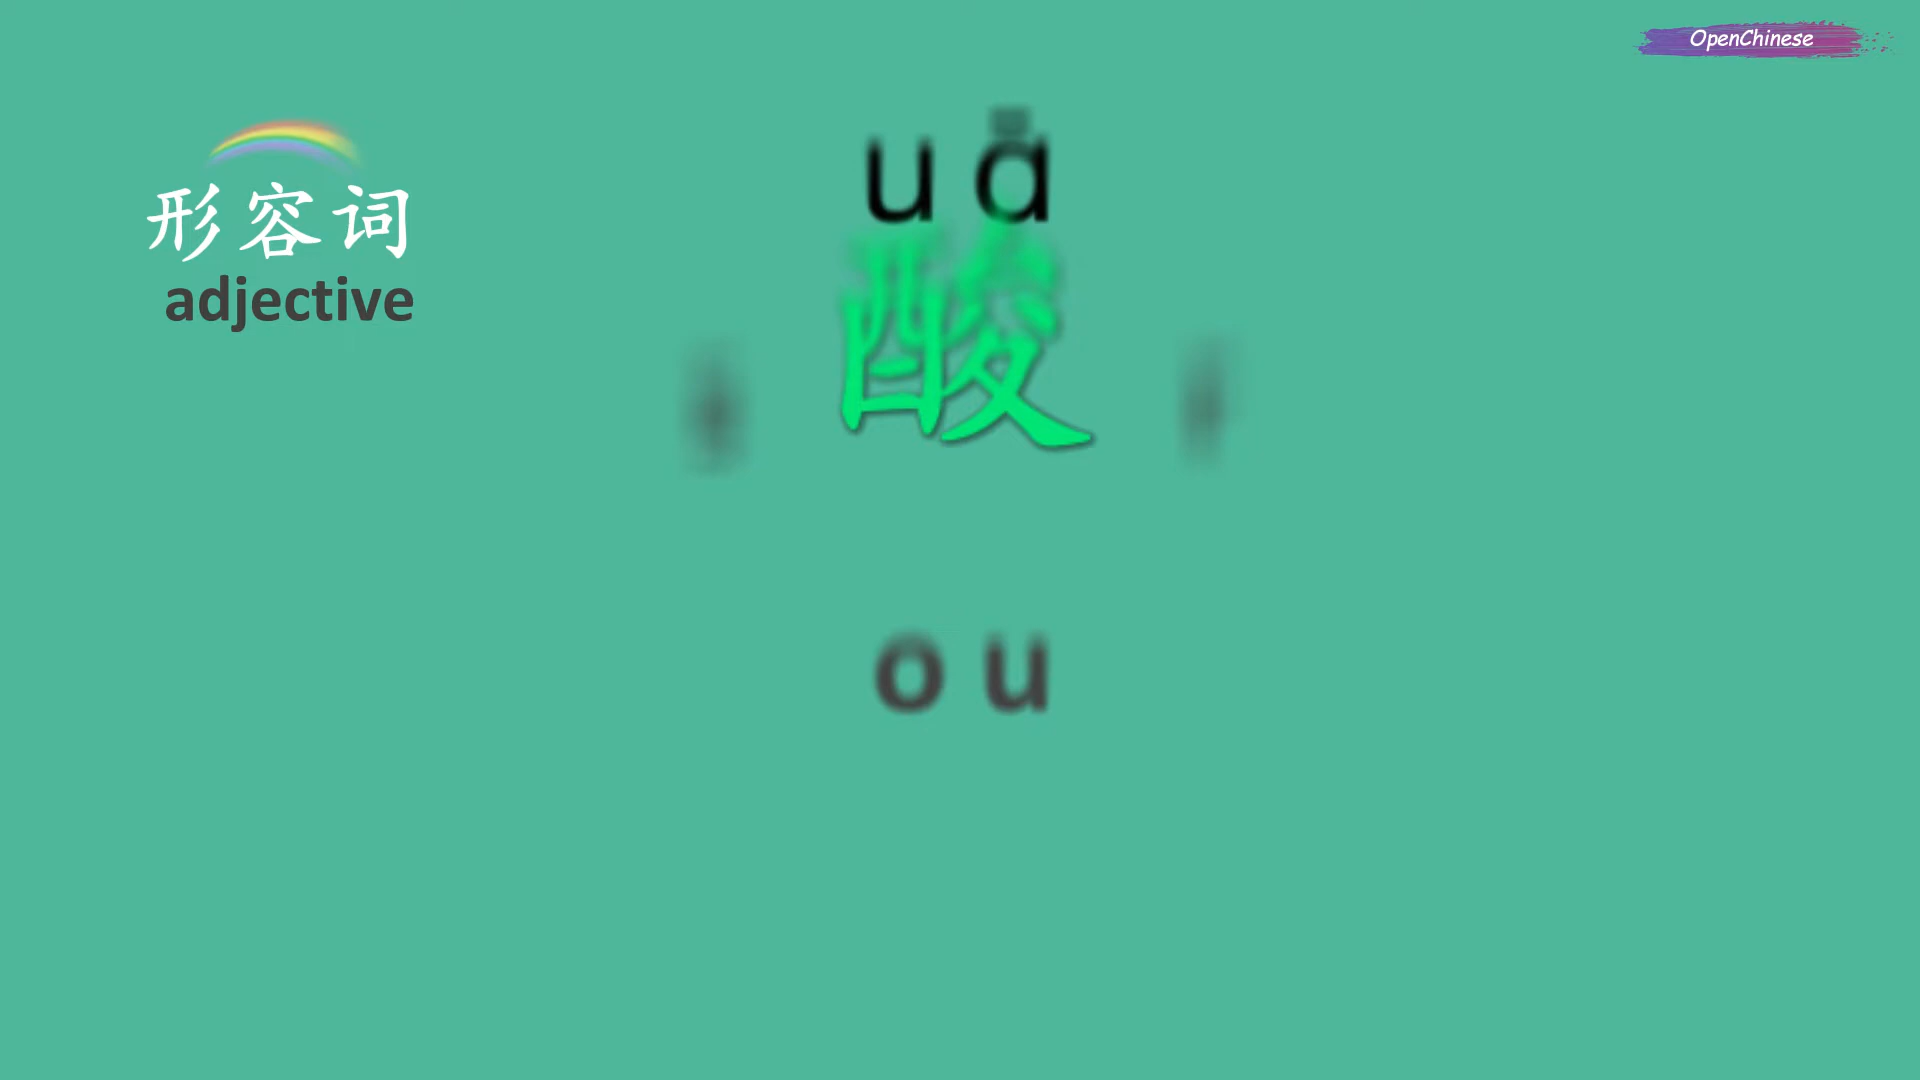 OpenChinese
形容词
adjective
uā
酸
ou